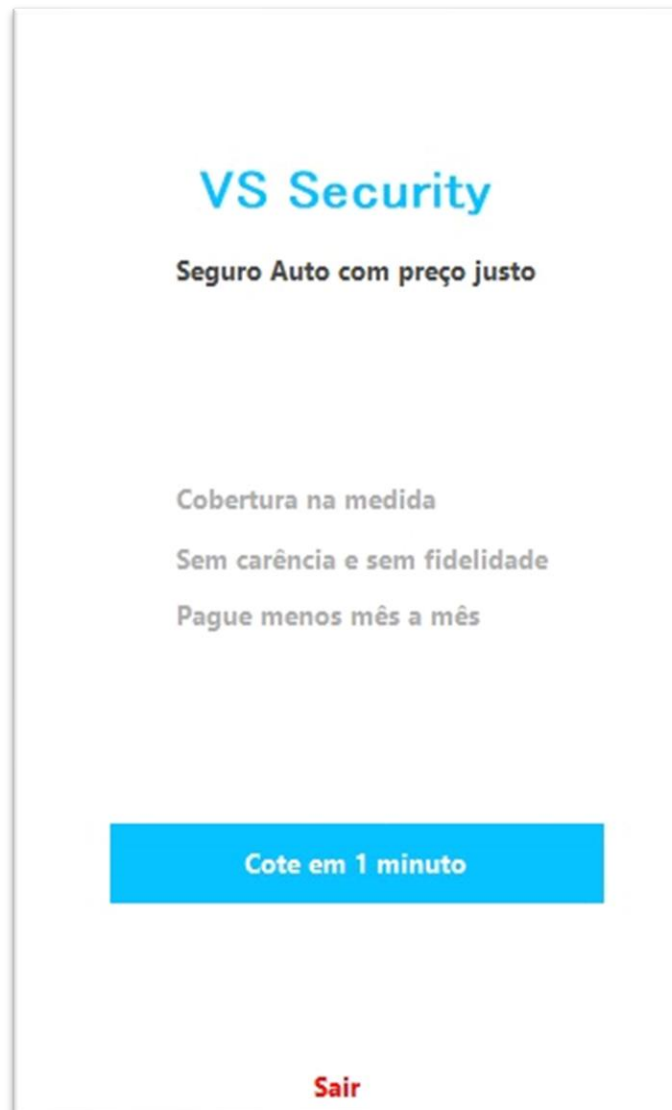 VS Security
Seguro Auto com preço justo
Cobertura na medida
Sem carência e sem fidelidade
Pague menos mês a mês
Cote em 1 minuto
Sair